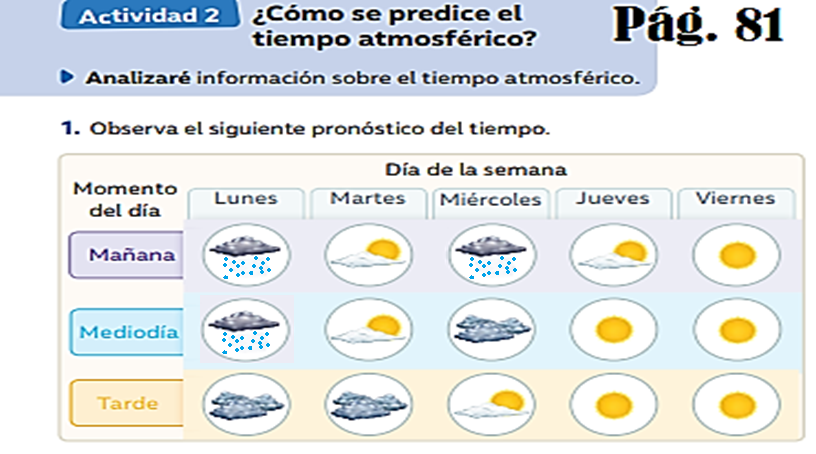 Actividad 2
¿Cómo se predice el
tiempo atmosférico?
Pág. 81
Analizaré información sobre el tiempo atmosférico.
1. Observa el siguiente pronóstico del tiempo.
Día de la semana
Momento
del día
Lunes
Martes
Miércoles
Jueves
Viernes
Mañana
Mediodía
Tarde